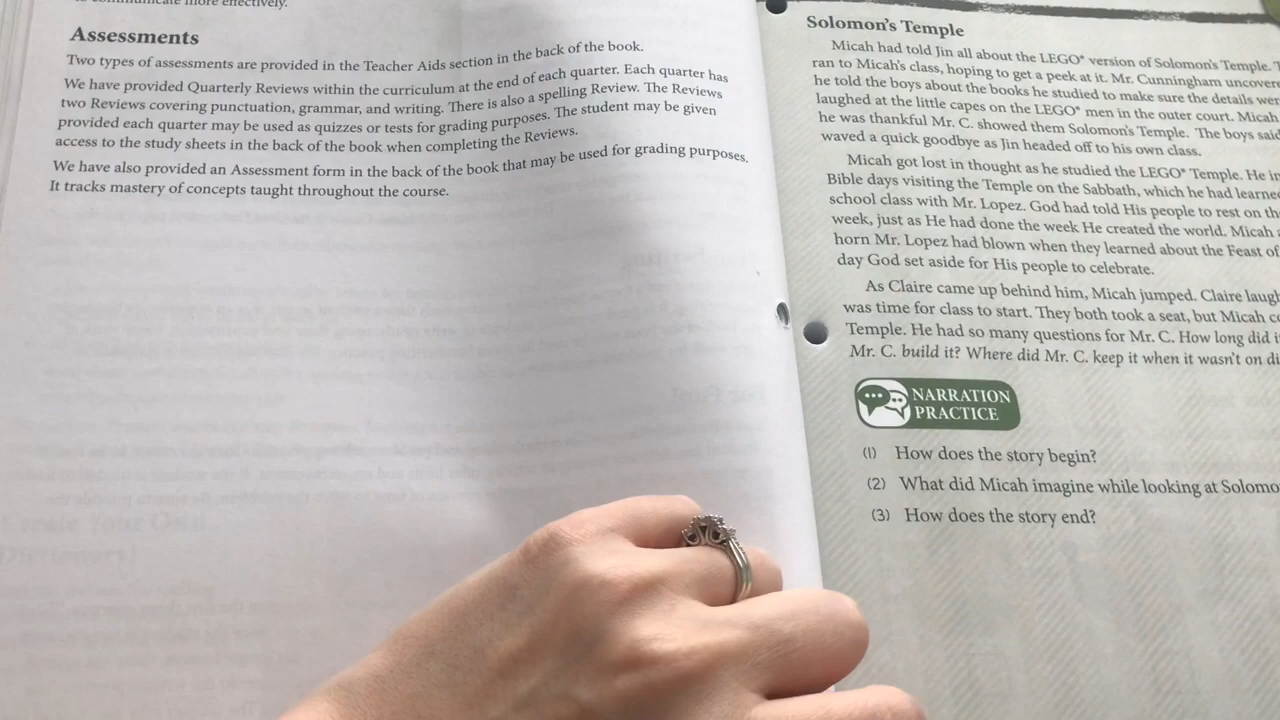 to communicate more effectively.
Assessments
Two types of assessments are provided in the Teacher Aids section in the back of the book.
We have provided Quarterly Reviews within the curriculum at the end of each quarter. Each quarter has
two Reviews covering punctuation, grammar, and writing. There is also a spelling Review. The Reviews
provided each quarter may be used as quizzes or tests for grading purposes. The student may be given
access to the study sheets in the back of the book when completing the Reviews.
We have also provided an Assessment form in the back of the book that may be used for grading purposes.
It tracks mastery of concepts taught throughout the course.
Solomon's Temple
Micah had told Jin all about the LEGO® version of Solomon's Temple.
ran to Micah's class, hoping to get a peek at it. Mr. Cunningham
he told the boys about the books he studied to make sure the details
laughed at the little capes on the LEGO® men in the outer court. Micah
he was thankful Mr. C. showed them Solomon's Temple. The boys said
waved a quick goodbye as Jin headed off to his own class.
Micah got lost in thought as he studied the LEGO® Temple. He
Bible days visiting the Temple on the Sabbath, which he had
school class with Mr. Lopez. God had told His people to rest on
week, just as He had done the week He created the world. Micah
horn Mr. Lopez had blown when they learned about the Feast of
day God set aside for His people to celebrate.
As Claire came up behind him, Micah jumped. Claire
was time for class to start. They both took a seat, but Micah
Temple. He had so many questions for Mr. C. How long did
Mr. C. build it? Where did Mr. C. keep it when it wasn't on
NARRATION
PRACTICE
(1) How does the story begin?
(2) What did Micah imagine while looking at
(3) How does the story end?